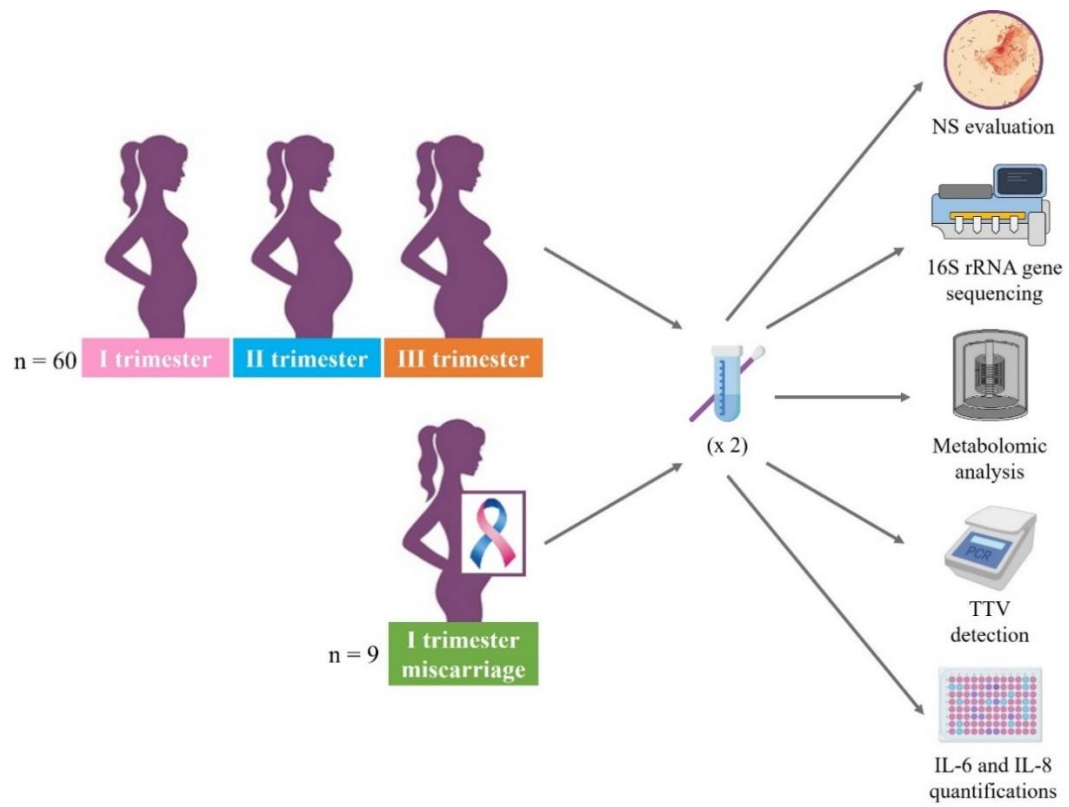 NS evaluation
16S rRNA gene
sequencing
n = 60
I trimester
II trimester
III trimester
(x 2)
Metabolomic
analysis
n = 9
I trimester
miscarriage
PCR
TTV
detection
IL-6 and IL-8
quantifications